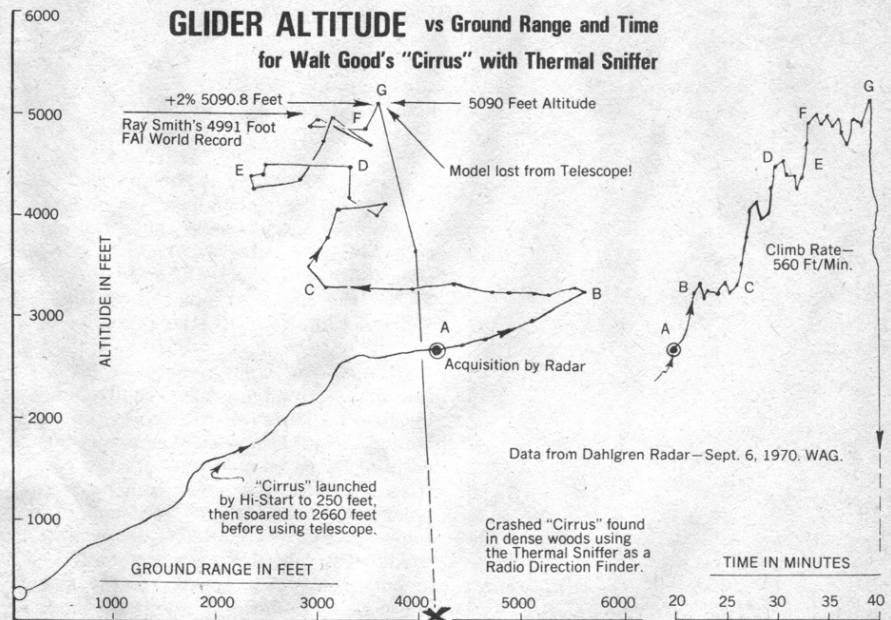 GLIDER ALTITUDE vs Ground Range and Time
for Walt Good's "Cirrus" with Thermal Sniffer
6000
5000
4000
3000
2000
1000
ALTITUDE IN FEET
+2% 5090.8 Feet
Ray Smith's 4991 Foot
FAI World Record
G
5090 Feet Altitude
F
Model lost from Telescope!
E
D
C
B
A
Acquisition by Radar
"Cirrus" launched
by Hi-Start to 250 feet,
then soared to 2660 feet
before using telescope.
GROUND RANGE IN FEET
1000
2000
3000
4000
5000
6000
G
F
D
E
Climb Rate—
560 Ft/Min.
B
C
A
Data from Dahlgren Radar—Sept. 6, 1970. WAG.
Crashed "Cirrus" found
in dense woods using
the Thermal Sniffer as a
Radio Direction Finder.
TIME IN MINUTES
20
25
30
35
40